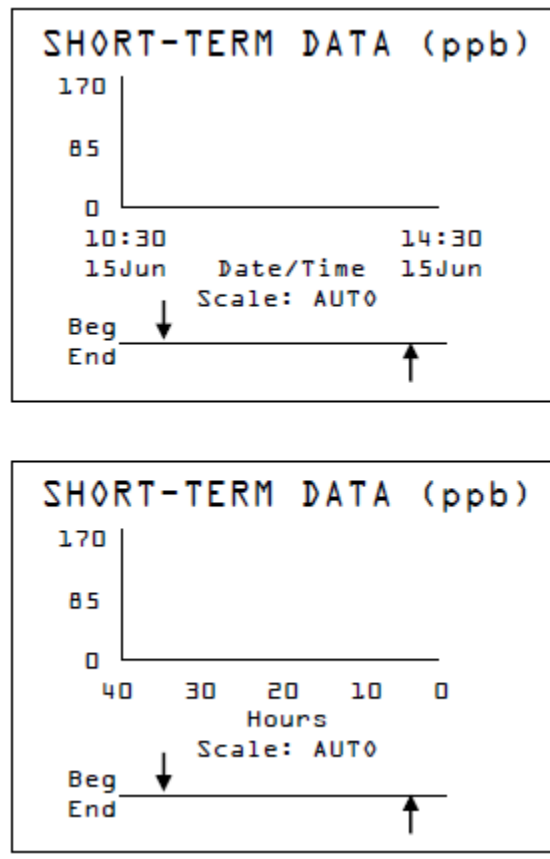 SHORT-TERM DATA (ppb)
170
85
0
10:30 14:30
15Jun Date/Time 15Jun
Scale: AUTO
Beg
End
SHORT-TERM DATA (ppb)
170
85
0
40 30 20 10 0
Hours
Scale: AUTO
Beg
End